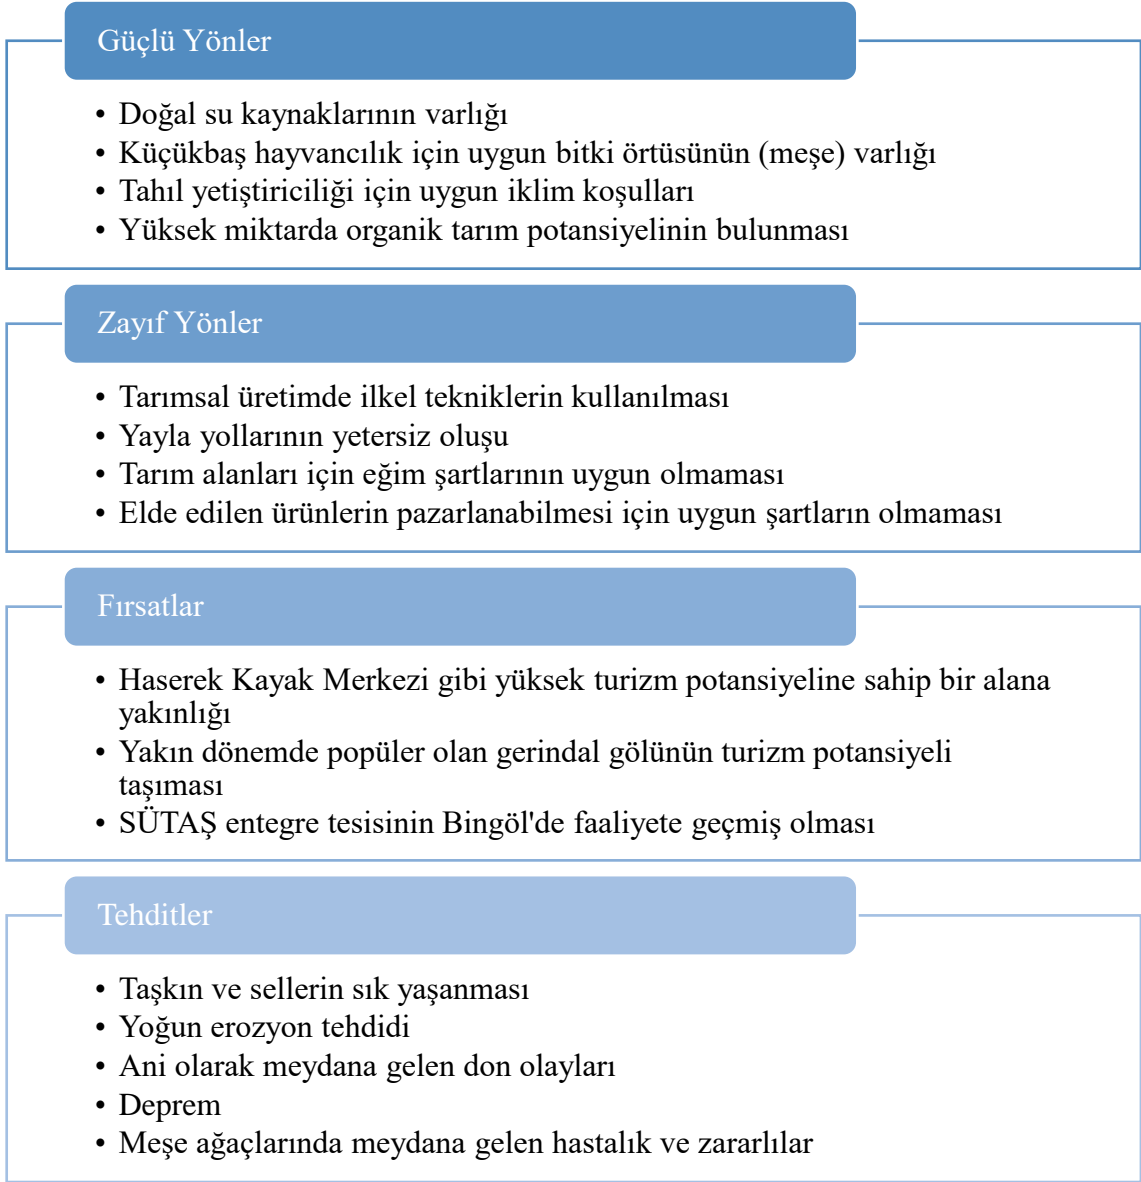 Güçlü Yönler
• Doğal su kaynaklarının varlığı
• Küçükbaş hayvancılık için uygun bitki örtüsünün (meşe) varlığı
• Tahıl yetiştiriciliği için uygun iklim koşulları
• Yüksek miktarda organik tarım potansiyelinin bulunması
Zayıf Yönler
• Tarımsal üretimde ilkel tekniklerin kullanılması
• Yayla yollarının yetersiz oluşu
• Tarım alanları için eğim şartlarının uygun olmaması
• Elde edilen ürünlerin pazarlanabilmesi için uygun şartların olmaması
Fırsatlar
• Haserek Kayak Merkezi gibi yüksek turizm potansiyeline sahip bir alana
yakınlığı
• Yakın dönemde popüler olan gerindal gölünün turizm potansiyeli
taşıması
• SÜTAŞ entegre tesisinin Bingöl'de faaliyete geçmiş olması
Tehditler
• Taşkın ve sellerin sık yaşanması
• Yoğun erozyon tehdidi
• Ani olarak meydana gelen don olayları
• Deprem
• Meşe ağaçlarında meydana gelen hastalık ve zararlılar